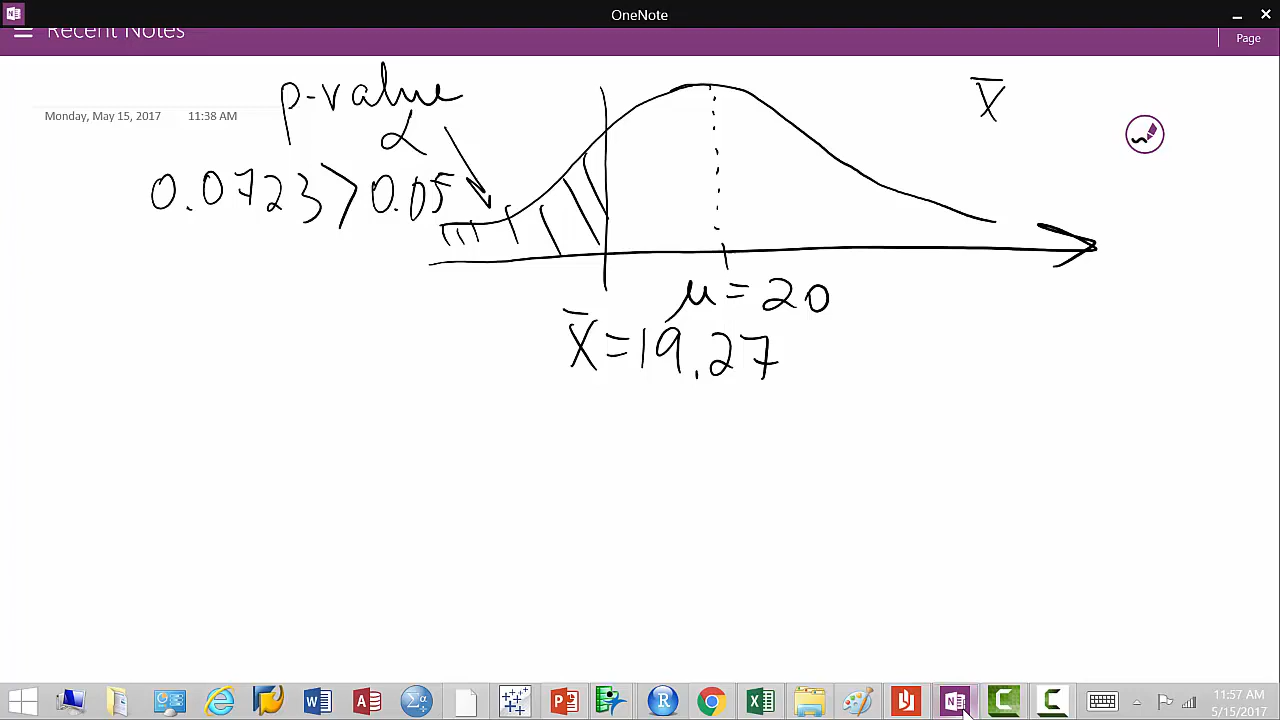 OneNote
Recent Notes
Page
Monday, May 15, 2017 11:38 AM
p-value
α
0.0723 > 0.05
X̅
μ = 20
X̅ = 19.27
11:57 AM
5/15/2017